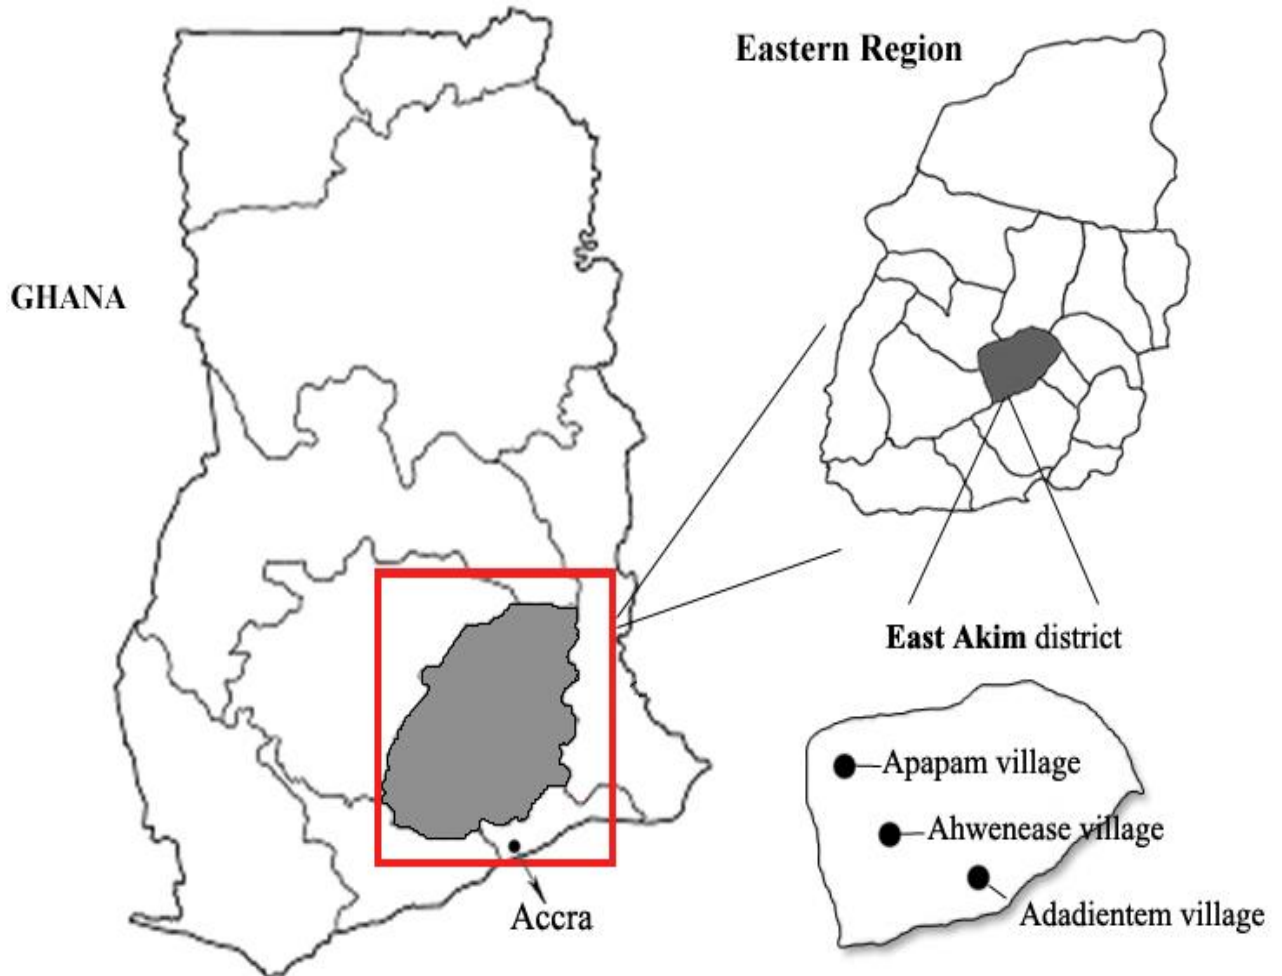 Eastern Region
GHANA
East Akim district
Apapam village
Ahwenease village
Adadientem village
Accra